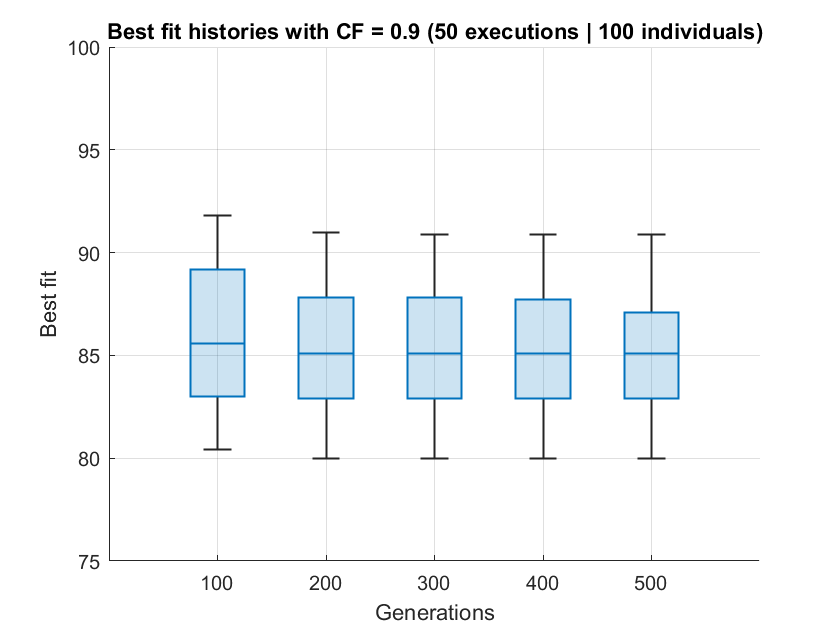 Best fit histories with CF = 0.9 (50 executions | 100 individuals)
100
95
90
85
80
75
Best fit
100 200 300 400 500
Generations